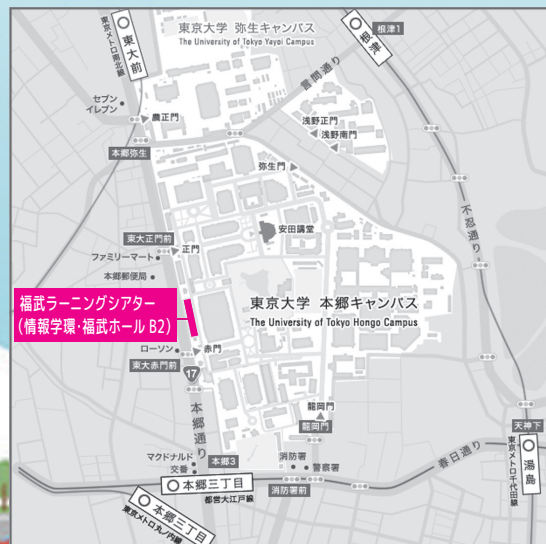 東京大学 弥生キャンパス
The University of Tokyo Yayoi Campus
根津1
根津
東大前
東京メトロ南北線
言問通り
セブン
イレブン
農正門
浅野正門
浅野南門
本郷弥生
弥生門
不忍通り
安田講堂
東大正門前
正門
ファミリーマート
本郷郵便局
福武ラーニングシアター
(情報学環・福武ホール B2)
東京大学 本郷キャンパス
The University of Tokyo Hongo Campus
ローソン
赤門
東大赤門前
17
本郷通り
龍岡門
龍岡門
天神下
湯島
東京メトロ千代田線
マクドナルド
交番
本郷3
消防署
警察署
春日通り
本郷三丁目
都営大江戸線
消防署前
本郷三丁目
東京メトロ丸ノ内線